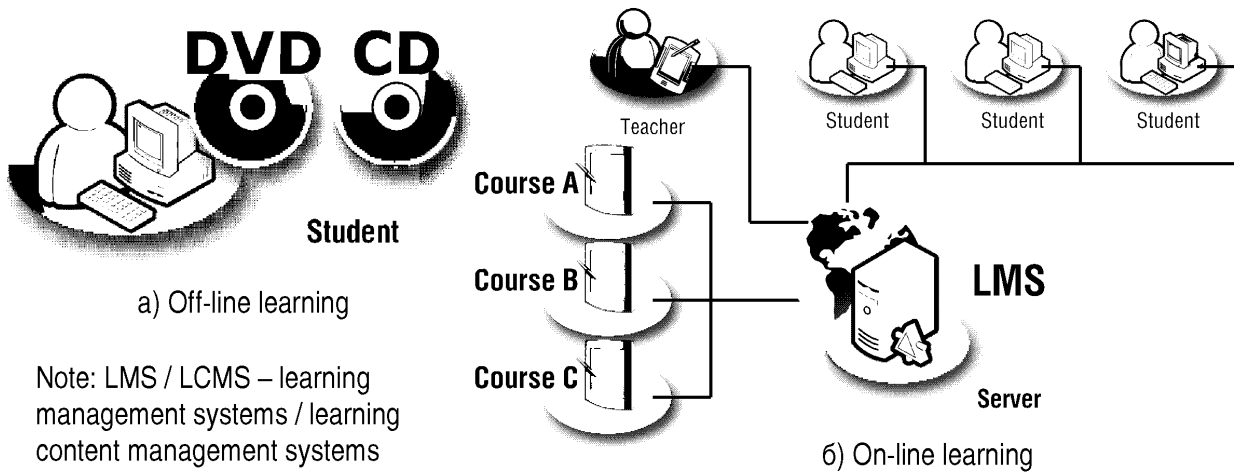 DVD CD
Student
a) Off-line learning
Note: LMS / LCMS – learning
management systems / learning
content management systems
Teacher
Student
Student
Student
Course A
Course B
Course C
LMS
Server
б) On-line learning